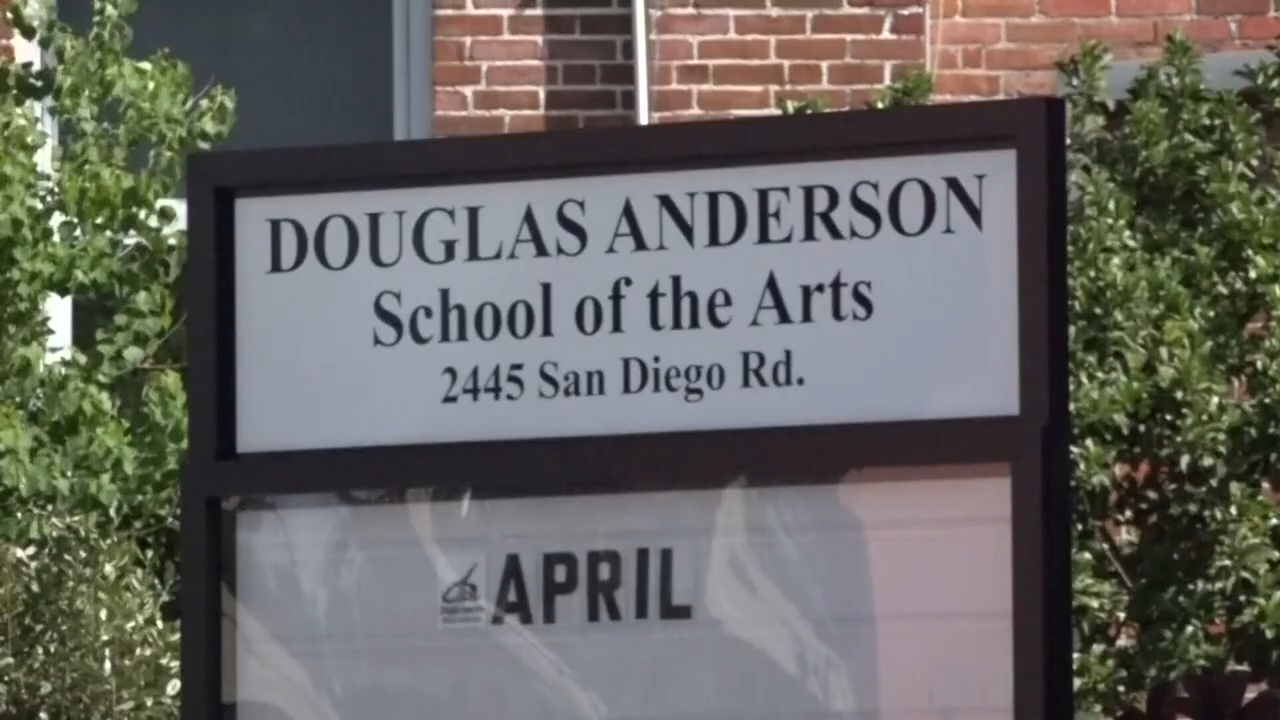 DOUGLAS ANDERSON
School of the Arts
2445 San Diego Rd.
APRIL